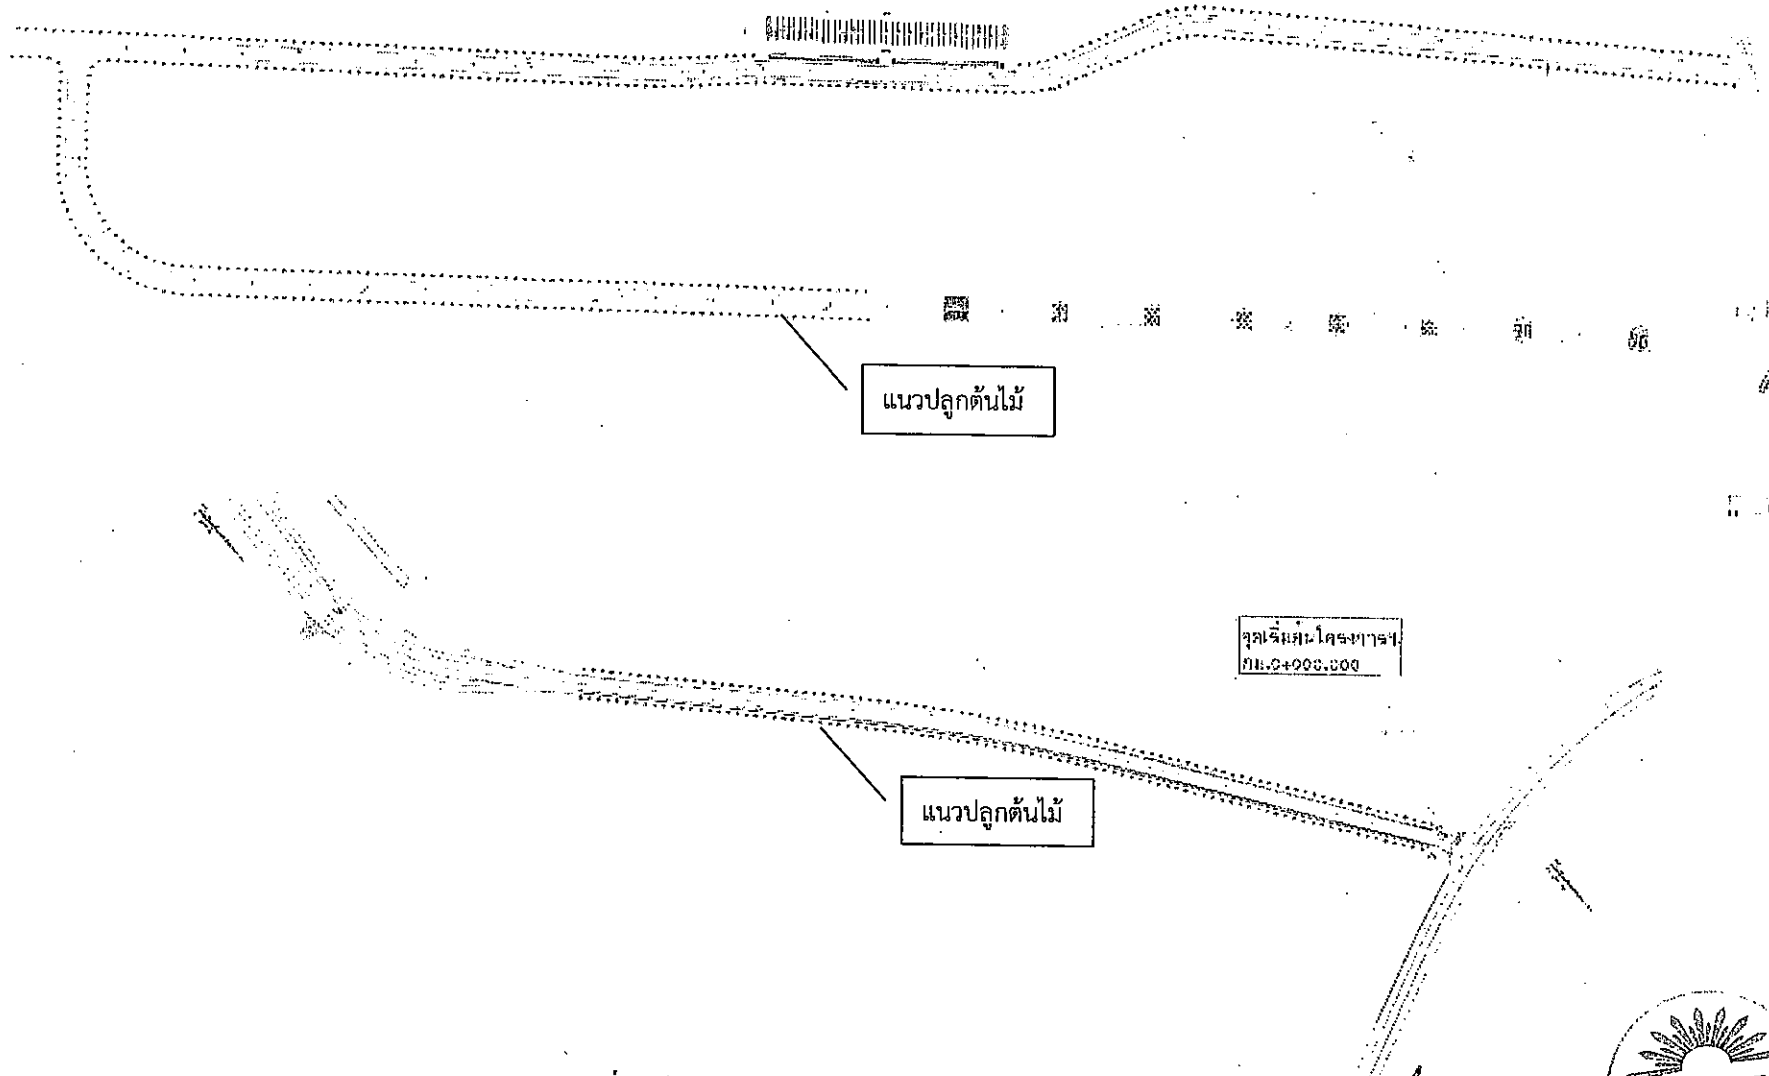 แนวปลูกต้นไม้
จุดเริ่มต้นโครงการฯ
กม.0+000.000
แนวปลูกต้นไม้